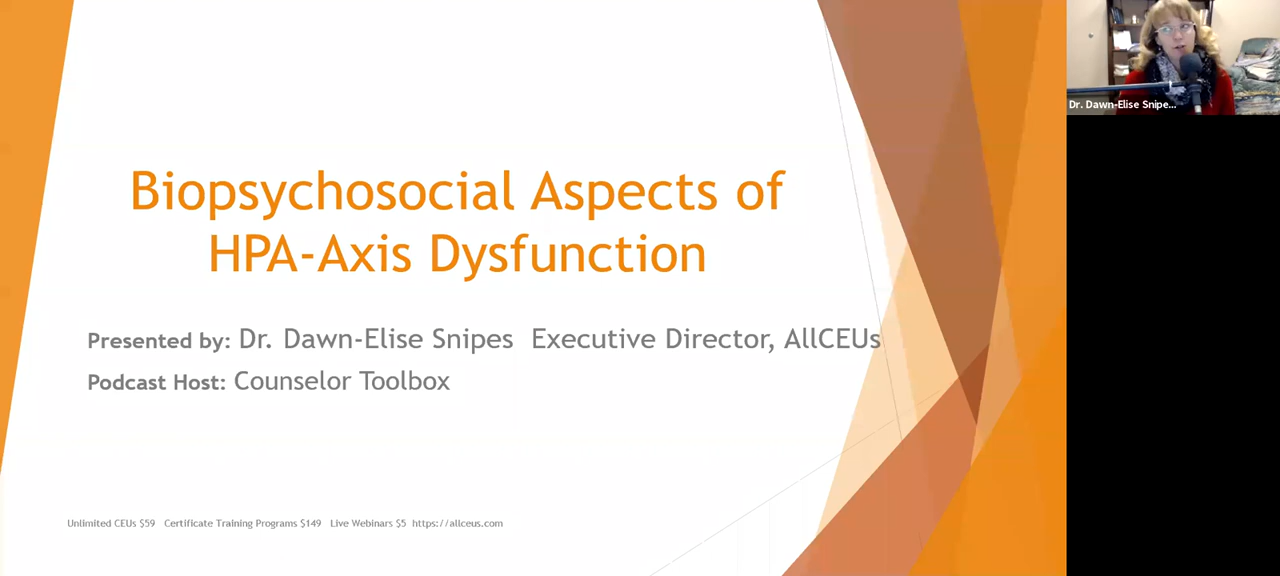 Biopsychosocial Aspects of
HPA-Axis Dysfunction
Presented by: Dr. Dawn-Elise Snipes Executive Director, AllCEUs
Podcast Host: Counselor Toolbox
Unlimited CEUs $59 Certificate Training Programs $149 Live Webinars $5 https://allceus.com
Dr. Dawn-Elise Snipe...